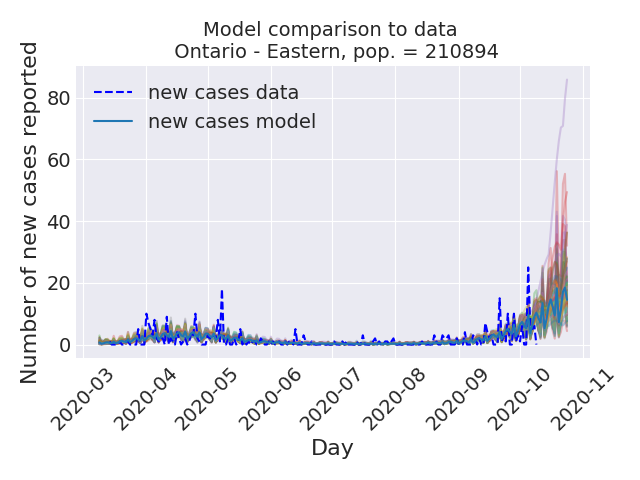 Model comparison to data
Ontario - Eastern, pop. = 210894
new cases data
new cases model
Number of new cases reported
80
60
40
20
0
2020-03
2020-04
2020-05
2020-06
2020-07
2020-08
2020-09
2020-10
2020-11
Day